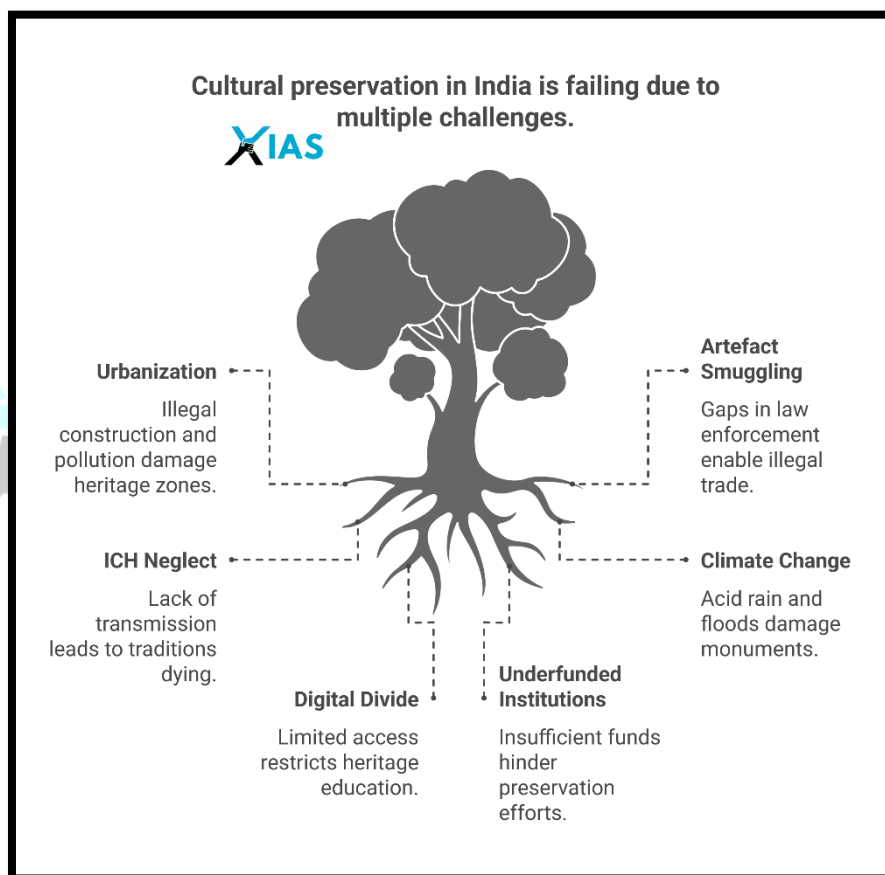 Cultural preservation in India is failing due to
multiple challenges.
XIAS
Urbanization
Illegal
construction and
pollution damage
heritage zones.
Artefact
Smuggling
Gaps in law
enforcement
enable illegal
trade.
ICH Neglect
Lack of
transmission
leads to traditions
dying.
Climate Change
Acid rain and
floods damage
monuments.
Digital Divide
Limited access
restricts heritage
education.
Underfunded
Institutions
Insufficient funds
hinder
preservation
efforts.